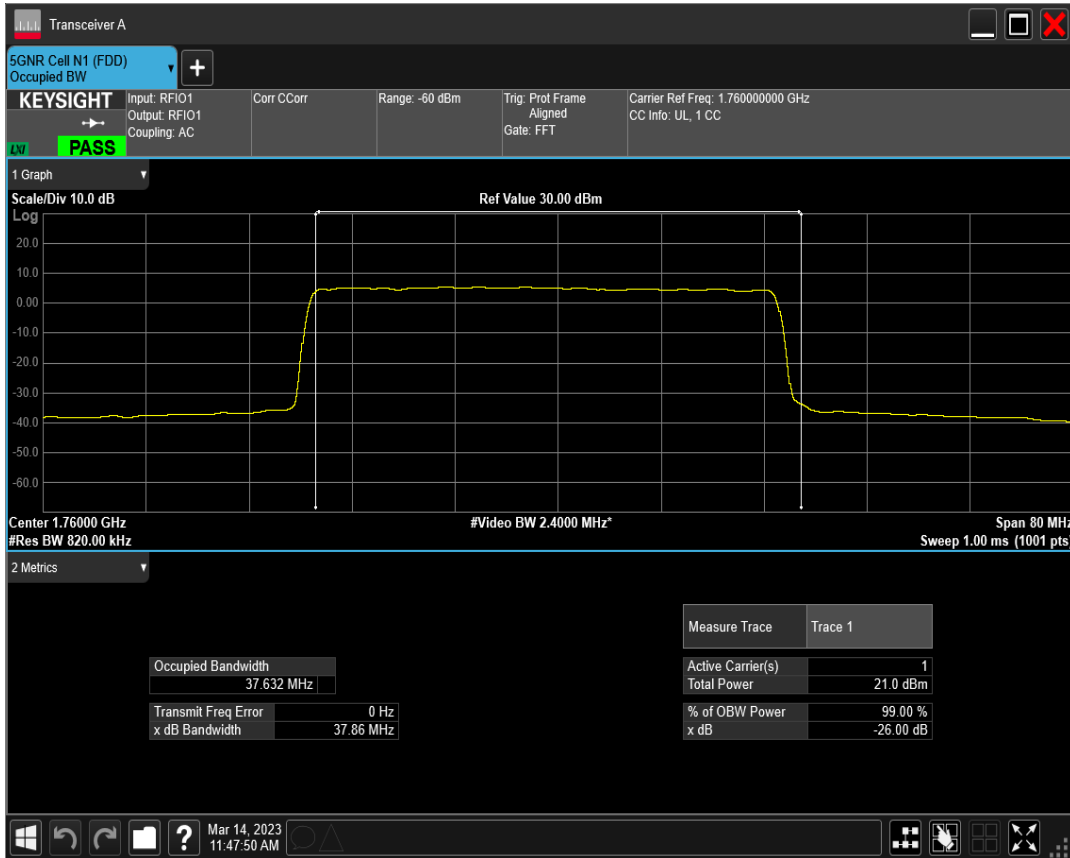 Transceiver A
5GNR Cell N1 (FDD)
Occupied BW
+
KEYSIGHT
LXI
PASS
Input: RFIO1
Output: RFIO1
Coupling: AC
Corr CCorr
Range: -60 dBm
Trig: Prot Frame
Aligned
Gate: FFT
Carrier Ref Freq: 1.760000000 GHz
CC Info: UL, 1 CC
1 Graph
Scale/Div 10.0 dB
Ref Value 30.00 dBm
Log
20.0
10.0
0.00
-10.0
-20.0
-30.0
-40.0
-50.0
-60.0
Center 1.76000 GHz
#Video BW 2.4000 MHz*
Span 80 MHz
#Res BW 820.00 kHz
Sweep 1.00 ms (1001 pts)
2 Metrics
Measure Trace Trace 1
Occupied Bandwidth
37.632 MHz
Transmit Freq Error 0 Hz
x dB Bandwidth 37.86 MHz
Active Carrier(s) 1
Total Power 21.0 dBm
% of OBW Power 99.00 %
x dB -26.00 dB
?
Mar 14, 2023
11:47:50 AM